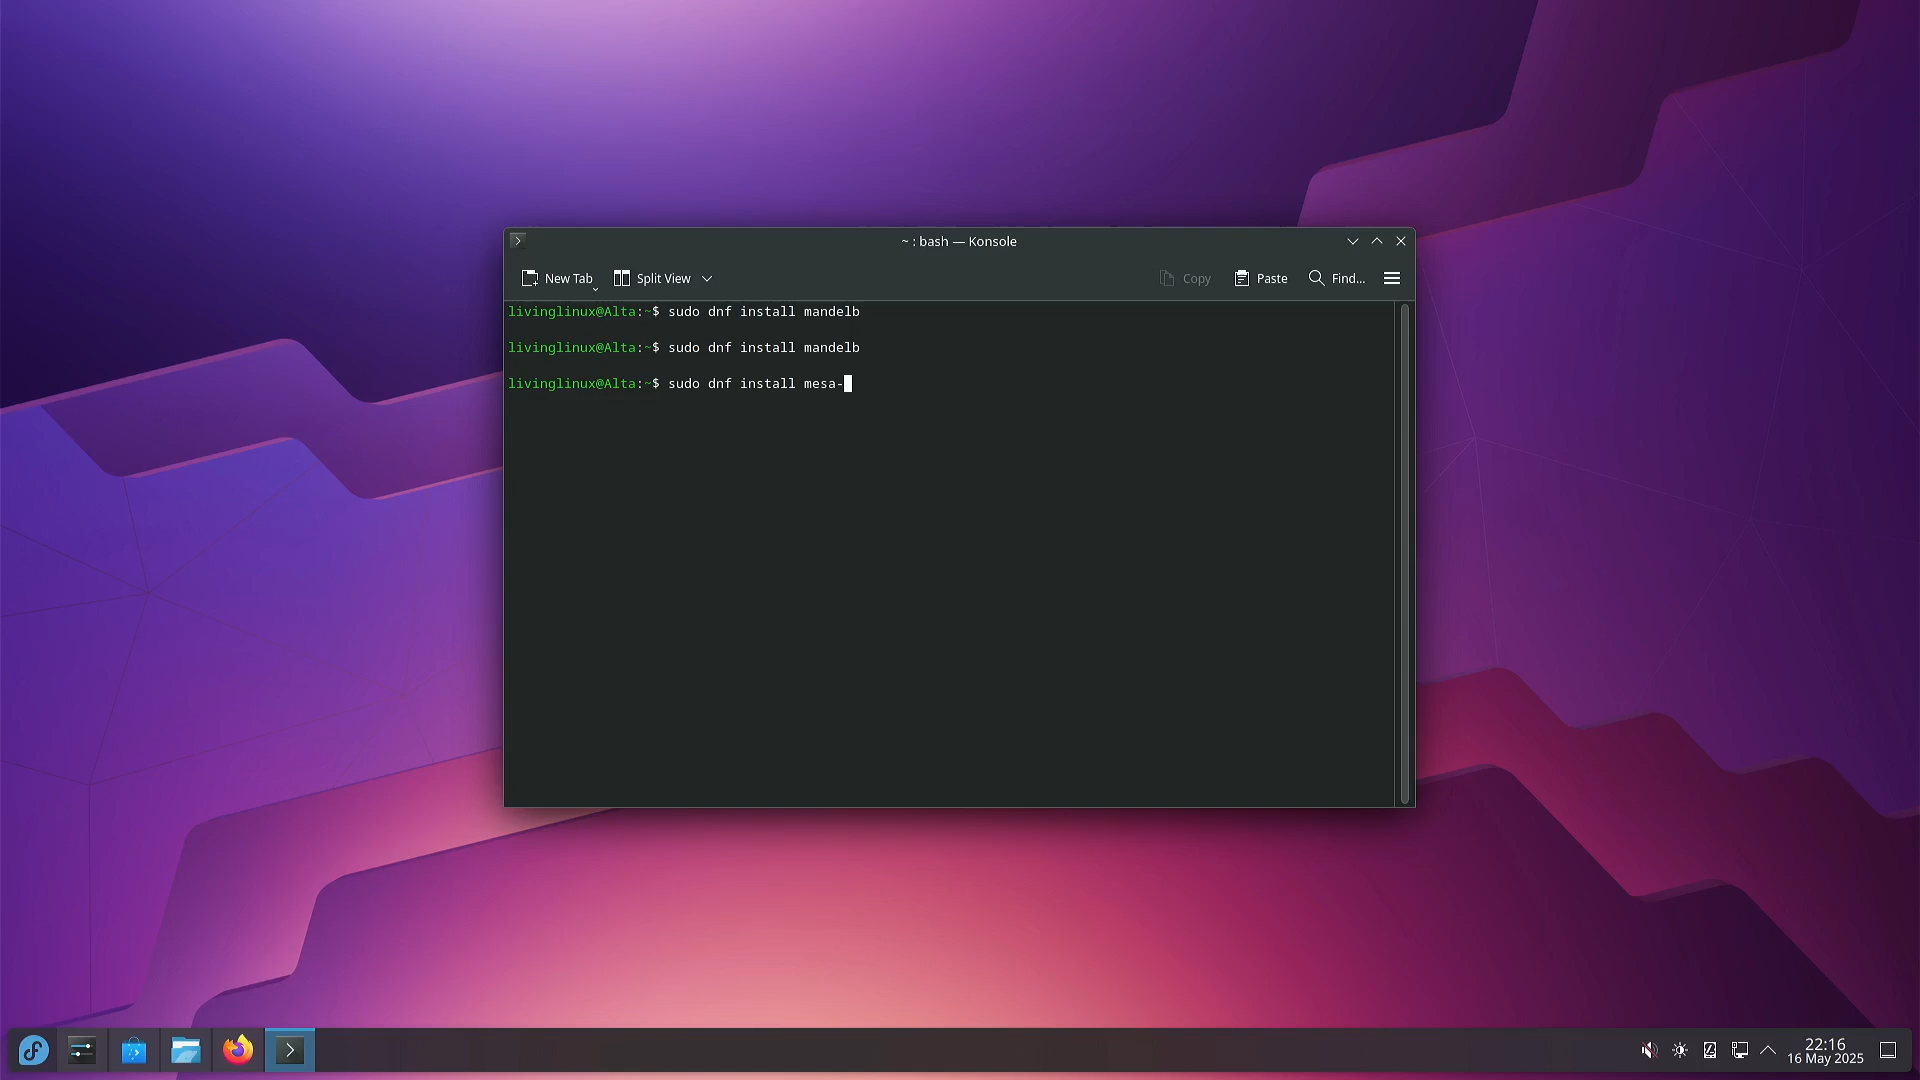 ~ : bash — Konsole
New Tab Split View Copy Paste Find...
livinglinux@Alta:~$ sudo dnf install mandelb
livinglinux@Alta:~$ sudo dnf install mandelb
livinglinux@Alta:~$ sudo dnf install mesa-
22:16
16 May 2025